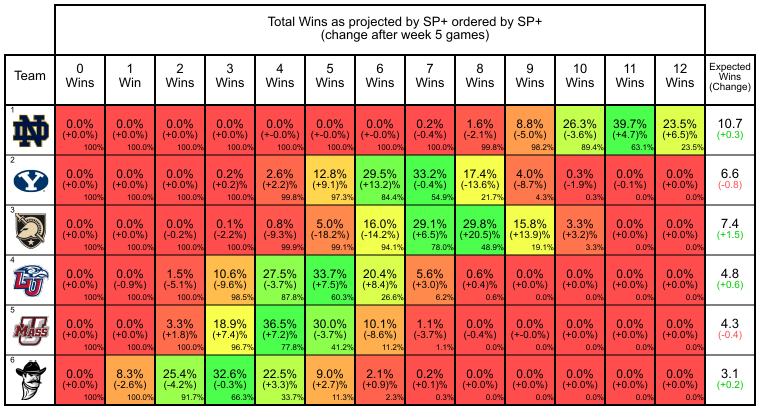 Total Wins as projected by SP+ ordered by SP+
(change after week 5 games)
Team 0 Wins 1 Win 2 Wins 3 Wins 4 Wins 5 Wins 6 Wins 7 Wins 8 Wins 9 Wins 10 Wins 11 Wins 12 Wins Expected Wins (Change)
1 ND 0.0% 0.0% 0.0% 0.0% 0.0% 0.0% 0.0% 0.2% 1.6% 8.8% 26.3% 39.7% 23.5% 10.7
(+0.0%) (+0.0%) (+0.0%) (+0.0%) (+-0.0%) (+-0.0%) (+-0.0%) (-0.4%) (-2.1%) (-5.0%) (-3.6%) (+4.7%) (+6.5)% (+0.3)
100% 100.0% 100.0% 100.0% 100.0% 100.0% 100.0% 100.0% 99.8% 98.2% 89.4% 63.1% 23.5%
2 Y 0.0% 0.0% 0.0% 0.2% 2.6% 12.8% 29.5% 33.2% 17.4% 4.0% 0.3% 0.0% 0.0% 6.6
(+0.0%) (+0.0%) (+0.0%) (+0.2)% (+2.2)% (+9.1)% (+13.2)% (-0.4%) (-13.6%) (-8.7%) (-1.9%) (-0.1%) (+0.0%) (-0.8)
100% 100.0% 100.0% 100.0% 99.8% 97.3% 84.4% 54.9% 21.7% 4.3% 0.3% 0.0% 0.0%
3 0.0% 0.0% 0.0% 0.1% 0.8% 5.0% 16.0% 29.1% 29.8% 15.8% 3.3% 0.0% 0.0% 7.4
(+0.0%) (+0.0%) (-0.2%) (-2.2%) (-9.3%) (-18.2%) (-14.2%) (+6.5)% (+20.5)% (+13.9)% (+3.2)% (+0.0%) (+0.0%) (+1.5)
100% 100.0% 100.0% 100.0% 99.9% 99.1% 94.1% 78.0% 48.9% 19.1% 3.3% 0.0% 0.0%
4 LU 0.0% 0.0% 1.5% 10.6% 27.5% 33.7% 20.4% 5.6% 0.6% 0.0% 0.0% 0.0% 0.0% 4.8
(+0.0%) (-0.9%) (-5.1%) (-9.6%) (-3.7%) (+7.5)% (+8.4)% (+3.0)% (+0.4)% (+0.0%) (+0.0%) (+0.0%) (+0.0%) (+0.6)
100% 100.0% 100.0% 98.5% 87.8% 60.3% 26.6% 6.2% 0.6% 0.0% 0.0% 0.0% 0.0%
5 MASS 0.0% 0.0% 3.3% 18.9% 36.5% 30.0% 10.1% 1.1% 0.0% 0.0% 0.0% 0.0% 0.0% 4.3
(+0.0%) (+0.0%) (+1.8)% (+7.4)% (+7.2)% (-3.7%) (-8.6%) (-3.7%) (-0.4%) (+-0.0%) (+0.0%) (+0.0%) (+0.0%) (-0.4)
100% 100.0% 100.0% 96.7% 77.8% 41.2% 11.2% 1.1% 0.0% 0.0% 0.0% 0.0% 0.0%
6 0.0% 8.3% 25.4% 32.6% 22.5% 9.0% 2.1% 0.2% 0.0% 0.0% 0.0% 0.0% 0.0% 3.1
(+0.0%) (-2.6%) (-4.2%) (-0.3%) (+3.3)% (+2.7)% (+0.9)% (+0.1)% (+0.0%) (+0.0%) (+0.0%) (+0.0%) (+0.0%) (+0.2)
100% 100.0% 91.7% 66.3% 33.7% 11.3% 2.3% 0.3% 0.0% 0.0% 0.0% 0.0% 0.0%